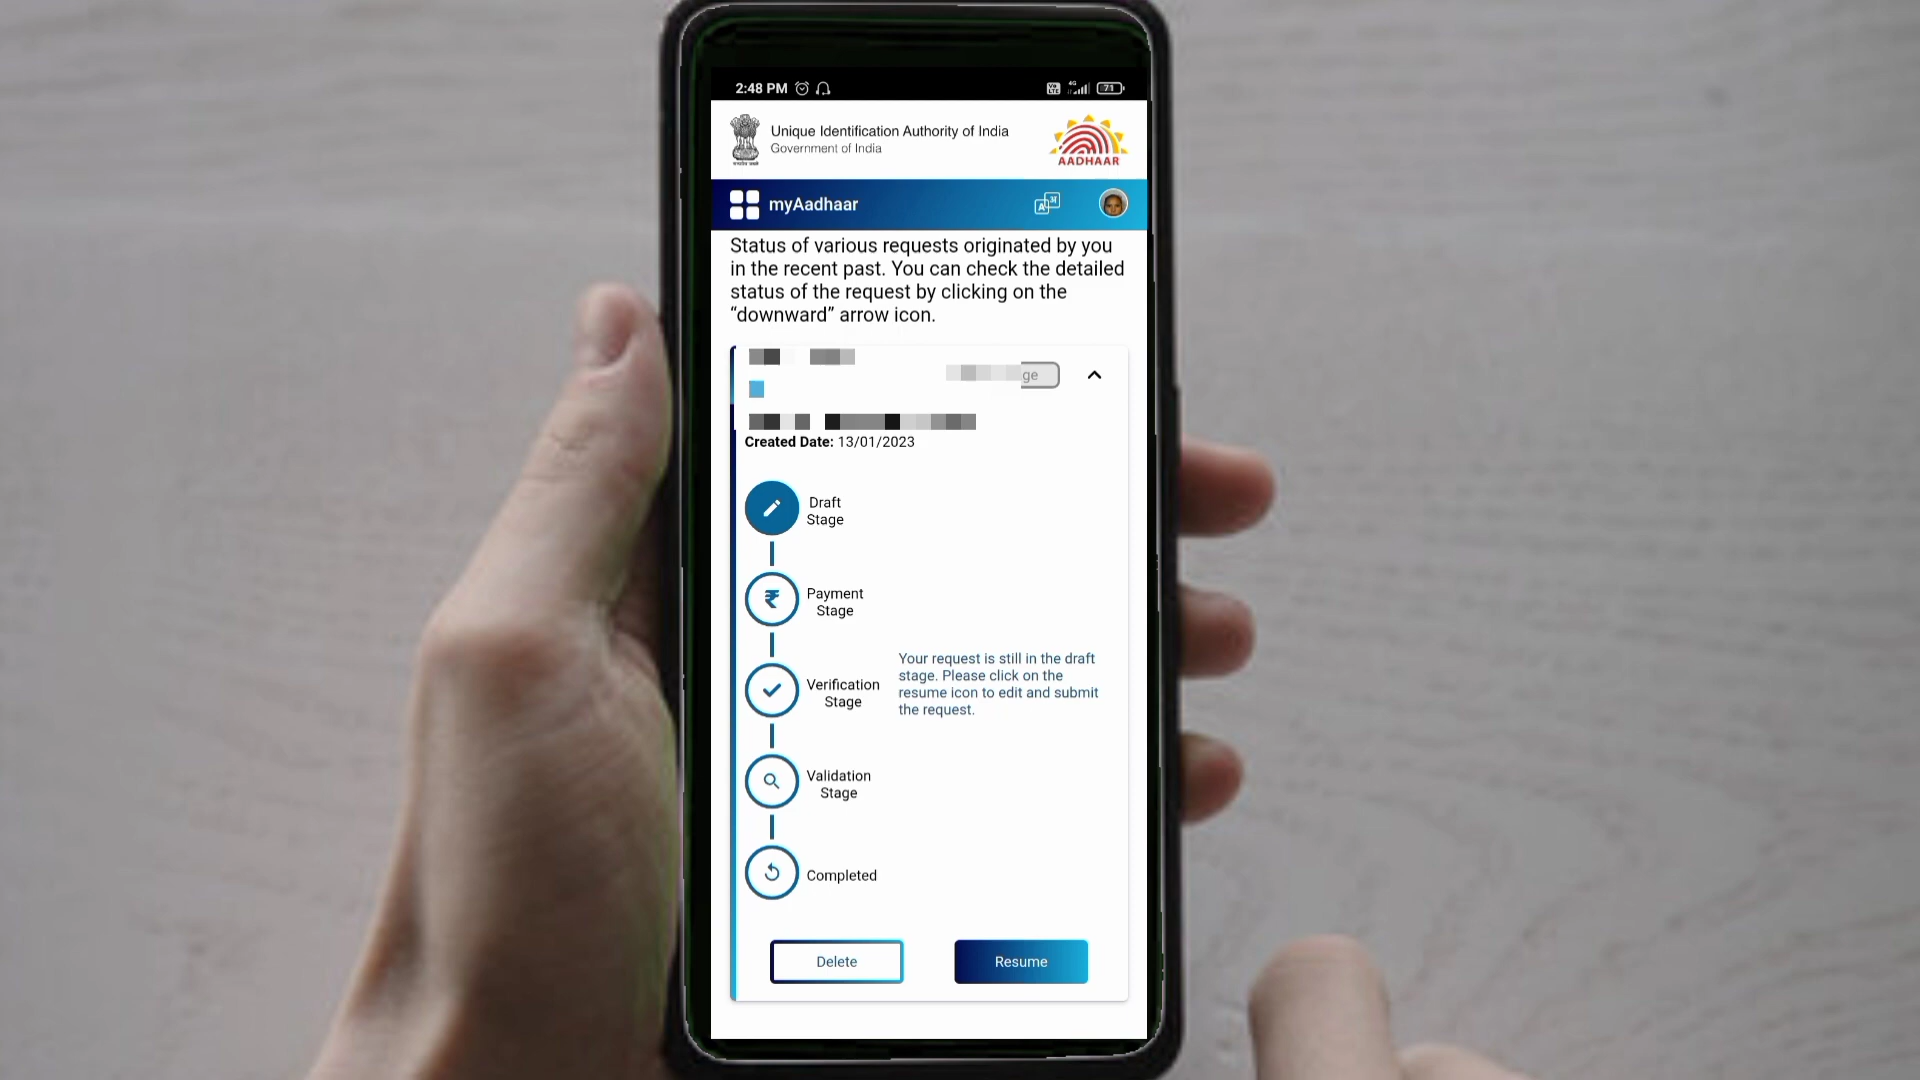 2:48 PM
4G
71
Unique Identification Authority of India
Government of India
AADHAAR
myAadhaar
Status of various requests originated by you
in the recent past. You can check the detailed
status of the request by clicking on the
“downward” arrow icon.
ge
Created Date: 13/01/2023
Draft
Stage
₹
Payment
Stage
Verification
Stage
Your request is still in the draft
stage. Please click on the
resume icon to edit and submit
the request.
Validation
Stage
Completed
Delete
Resume